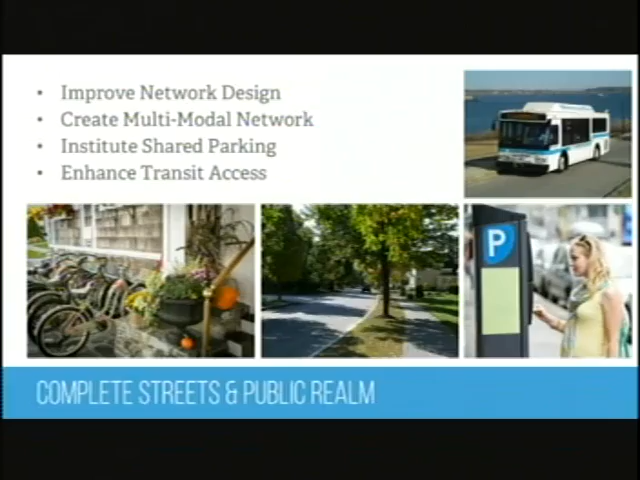 • Improve Network Design
• Create Multi-Modal Network
• Institute Shared Parking
• Enhance Transit Access
P
COMPLETE STREETS & PUBLIC REALM